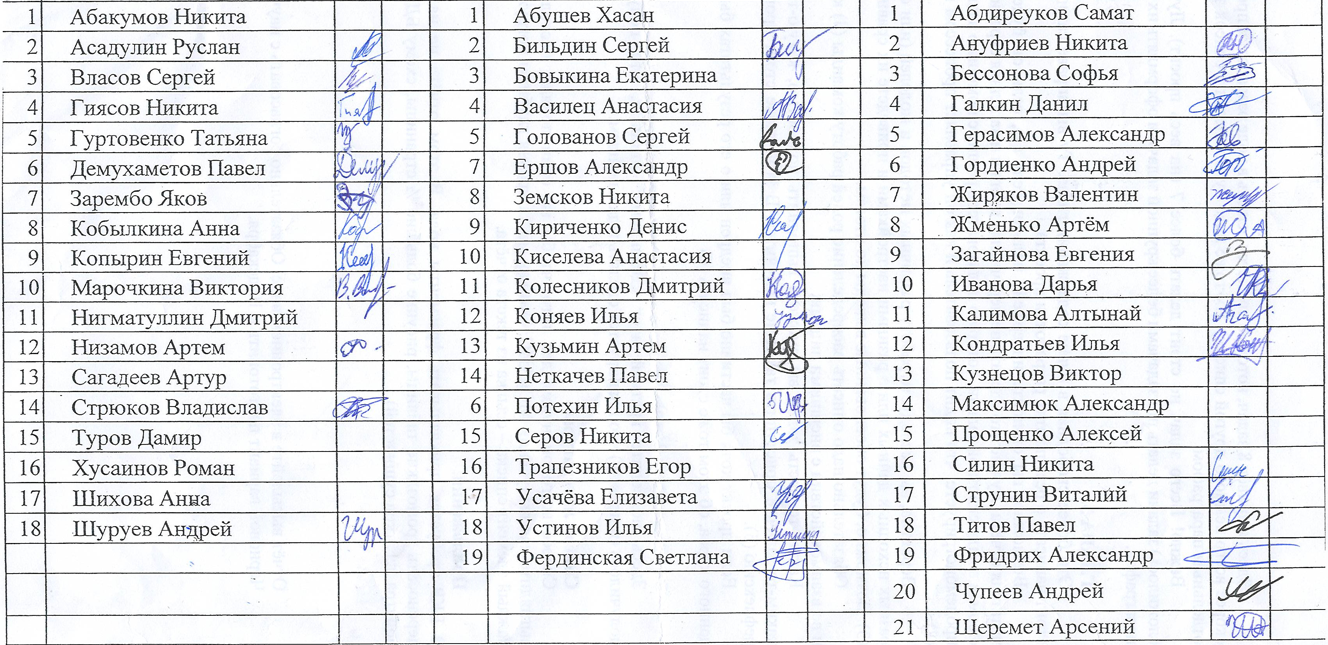 1 Абакумов Никита 1 Абушев Хасан 1 Абдиреуков Самат
2 Асадулин Руслан 2 Бильдин Сергей 2 Ануфриев Никита
3 Власов Сергей 3 Бовыкина Екатерина 3 Бессонова Софья
4 Гиясов Никита 4 Василец Анастасия 4 Галкин Данил
5 Гуртовенко Татьяна 5 Голованов Сергей 5 Герасимов Александр
6 Демухаметов Павел 7 Ершов Александр 6 Гордиенко Андрей
7 Зарембо Яков 8 Земсков Никита 7 Жиряков Валентин
8 Кобылкина Анна 9 Кириченко Денис 8 Жменько Артём
9 Копырин Евгений 10 Киселева Анастасия 9 Загайнова Евгения
10 Марочкина Виктория 11 Колесников Дмитрий 10 Иванова Дарья
11 Нигматуллин Дмитрий 12 Коняев Илья 11 Калимова Алтынай
12 Низамов Артем 13 Кузьмин Артем 12 Кондратьев Илья
13 Сагадеев Артур 14 Неткачев Павел 13 Кузнецов Виктор
14 Стрюков Владислав 6 Потехин Илья 14 Максимюк Александр
15 Туров Дамир 15 Серов Никита 15 Прощенко Алексей
16 Хусаинов Роман 16 Трапезников Егор 16 Силин Никита
17 Шихова Анна 17 Усачёва Елизавета 17 Струнин Виталий
18 Шуруев Андрей 18 Устинов Илья 18 Титов Павел
19 Фердинская Светлана 19 Фридрих Александр
20 Чупеев Андрей
21 Шеремет Арсений